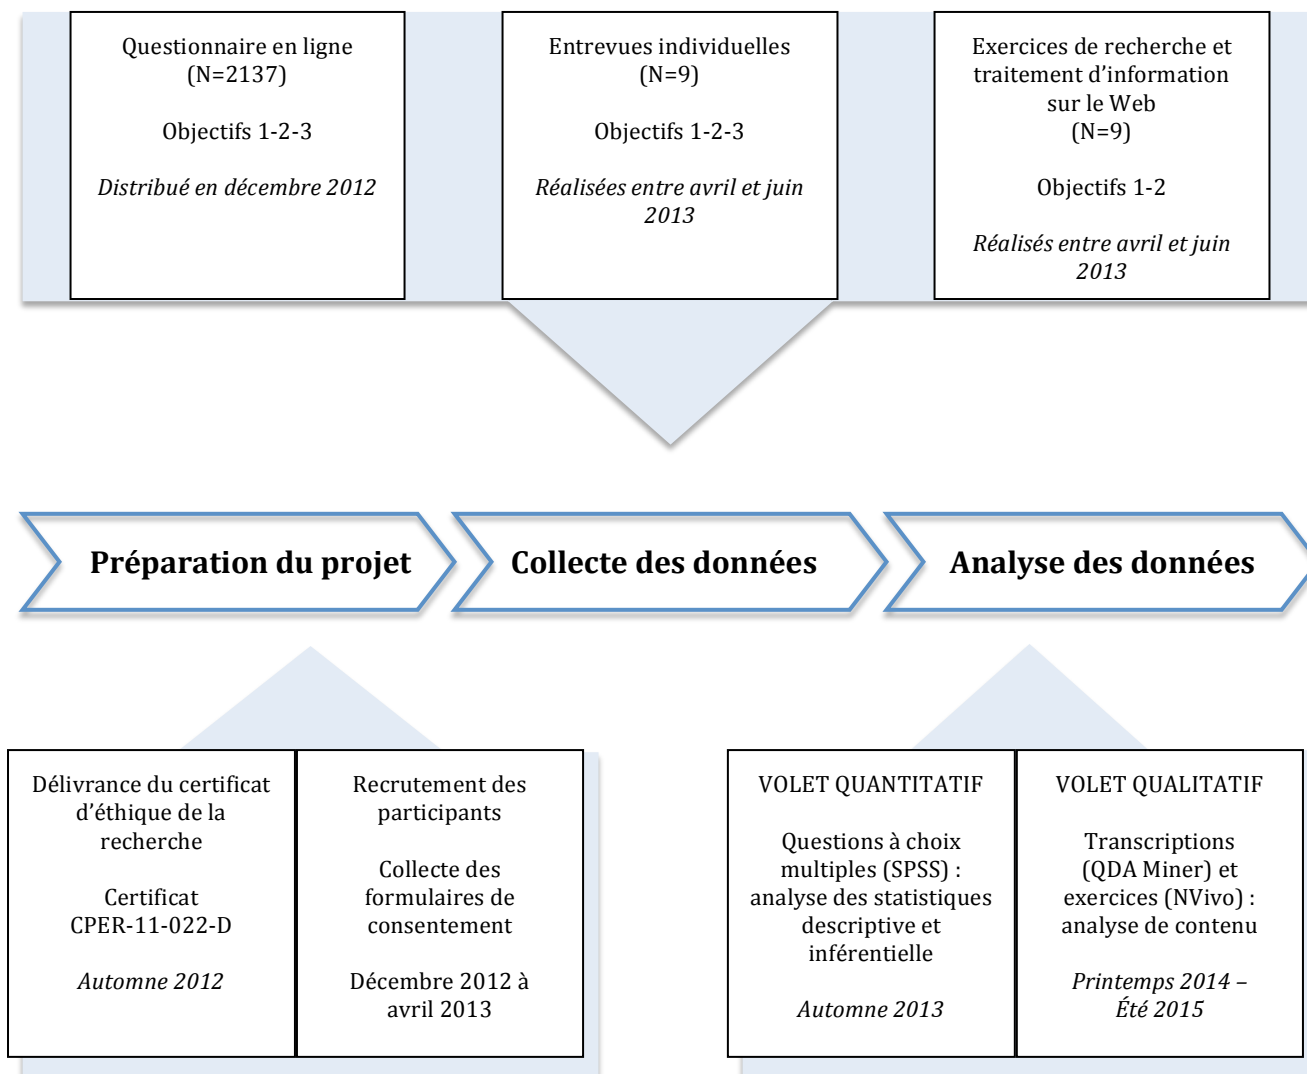 Questionnaire en ligne
(N=2137)
Objectifs 1-2-3
Distribué en décembre 2012
Entrevues individuelles
(N=9)
Objectifs 1-2-3
Réalisées entre avril et juin
2013
Exercices de recherche et
traitement d’information
sur le Web
(N=9)
Objectifs 1-2
Réalisés entre avril et juin
2013
Préparation du projet
Collecte des données
Analyse des données
Délivrance du certificat
d’éthique de la
recherche
Certificat
CPER-11-022-D
Automne 2012
Recrutement des
participants
Collecte des
formulaires de
consentement
Décembre 2012 à
avril 2013
VOLET QUANTITATIF
Questions à choix
multiples (SPSS) :
analyse des statistiques
descriptive et
inférentielle
Automne 2013
VOLET QUALITATIF
Transcriptions
(QDA Miner) et
exercices (NVivo) :
analyse de contenu
Printemps 2014 –
Été 2015